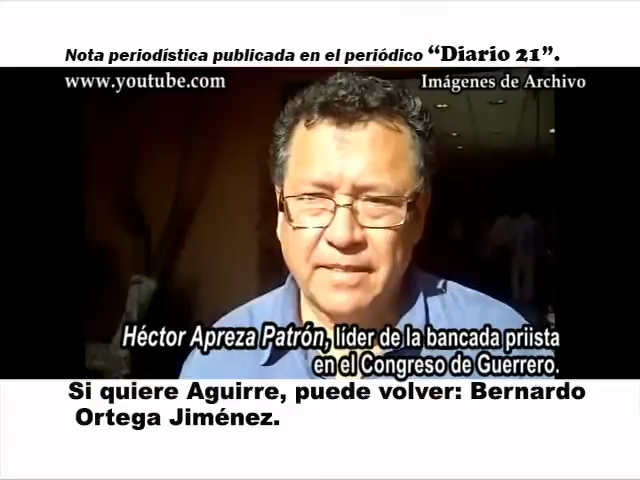 Nota periodística publicada en el periódico “Diario 21”.
www.youtube.com Imágenes de Archivo
Héctor Apreza Patrón, líder de la bancada priista
en el Congreso de Guerrero.
Si quiere Aguirre, puede volver: Bernardo
Ortega Jiménez.